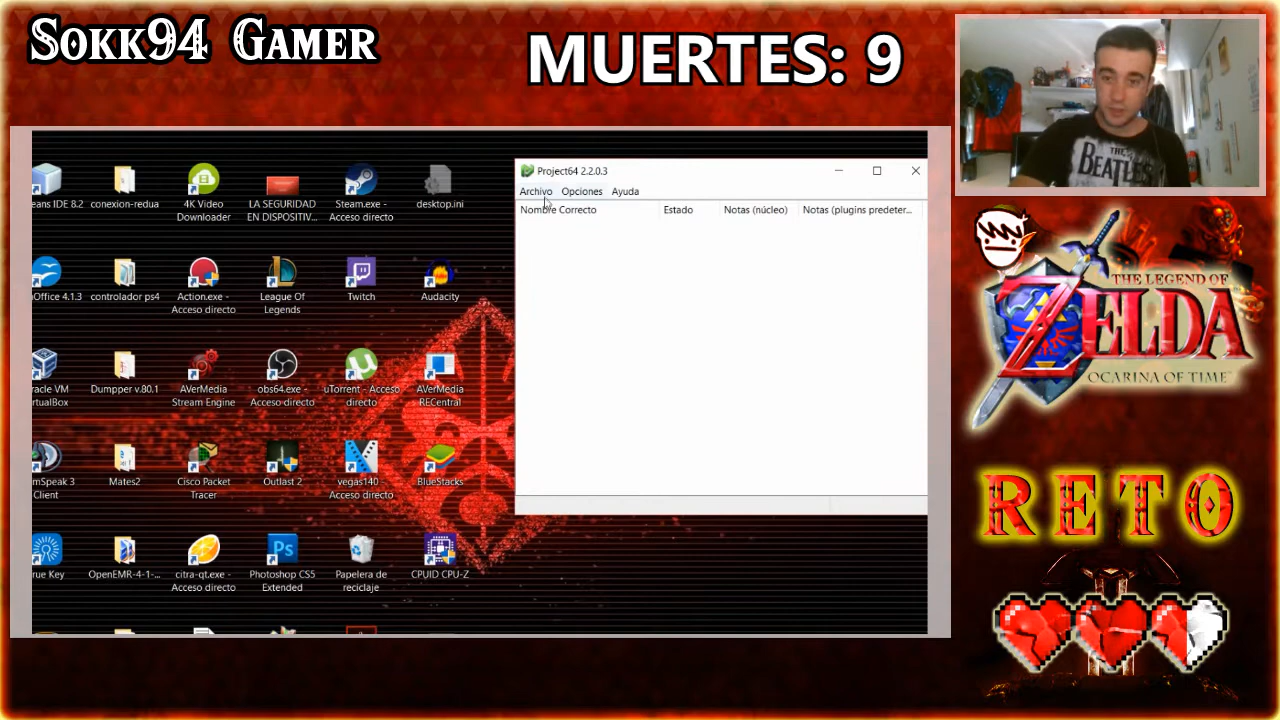 Sokk94 Gamer
MUERTES: 9
THE
BEATLES
eans IDE 8.2
conexion-redua
4K Video
Downloader
LA SEGURIDAD
EN DISPOSITIV...
Steam.exe -
Acceso directo
desktop.ini
nOffice 4.1.3
controlador ps4
Action.exe -
Acceso directo
League Of
Legends
Twitch
Audacity
racle VM
rtualBox
Dumpper v.80.1
AVerMedia
Stream Engine
obs64.exe -
Acceso directo
uTorrent - Acceso
directo
AVerMedia
RECentral
mSpeak 3
Client
Mates2
Cisco Packet
Tracer
Outlast 2
vegas140 -
Acceso directo
BlueStacks
rue Key
OpenEMR-4-1-...
citra-qt.exe -
Acceso directo
Photoshop CS5
Extended
Papelera de
reciclaje
CPUID CPU-Z
Project64 2.2.0.3
Archivo Opciones Ayuda
Nombre Correcto Estado Notas (núcleo) Notas (plugins predeter...
THE LEGEND OF
ZELDA
OCARINA OF TIME
RETO